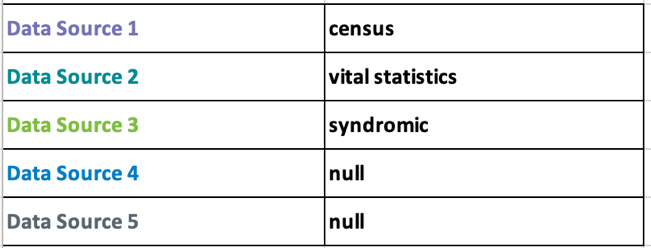 Data Source 1 census
Data Source 2 vital statistics
Data Source 3 syndromic
Data Source 4 null
Data Source 5 null